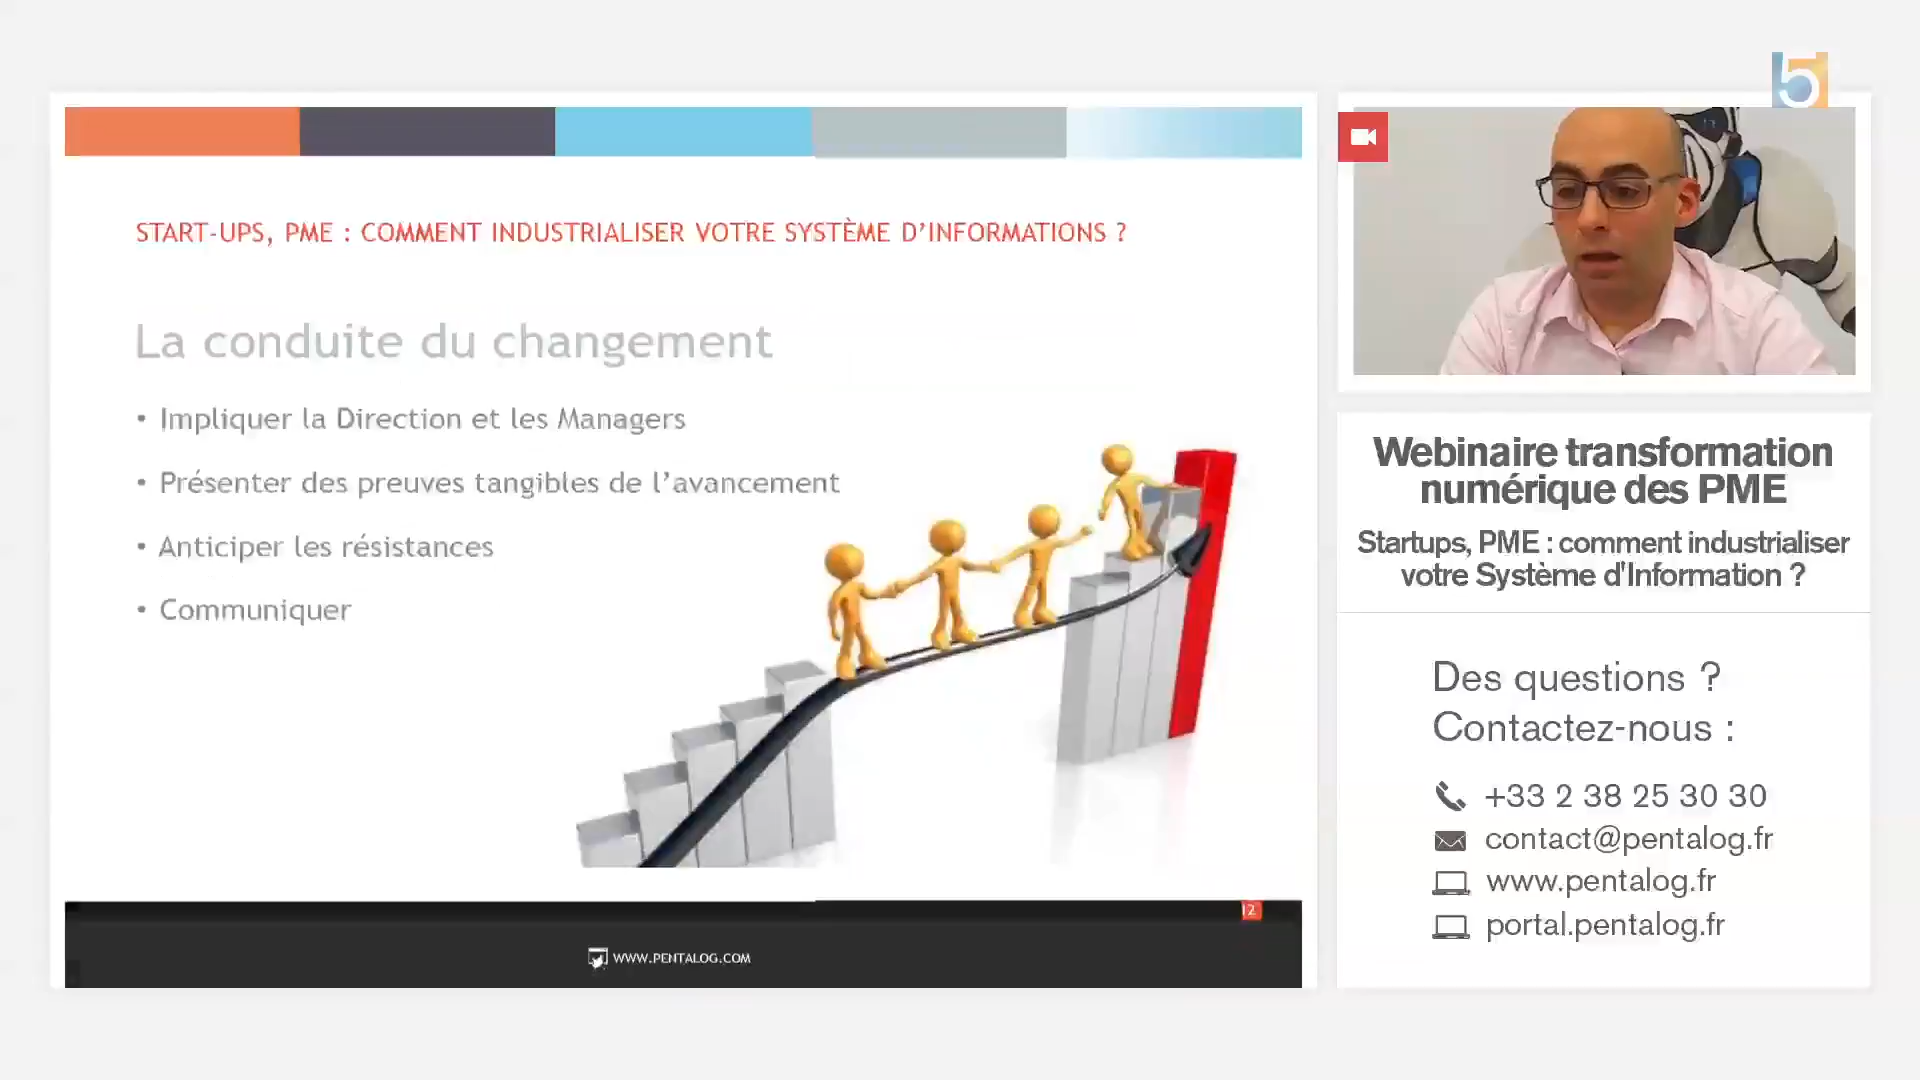 START-UPS, PME : COMMENT INDUSTRIALISER VOTRE SYSTÈME D’INFORMATIONS ?
La conduite du changement
• Impliquer la Direction et les Managers
• Présenter des preuves tangibles de l’avancement
• Anticiper les résistances
• Communiquer
12
WWW.PENTALOG.COM
5
Webinaire transformation
numérique des PME
Startups, PME : comment industrialiser
votre Système d'Information ?
Des questions ?
Contactez-nous :
+33 2 38 25 30 30
contact@pentalog.fr
www.pentalog.fr
portal.pentalog.fr